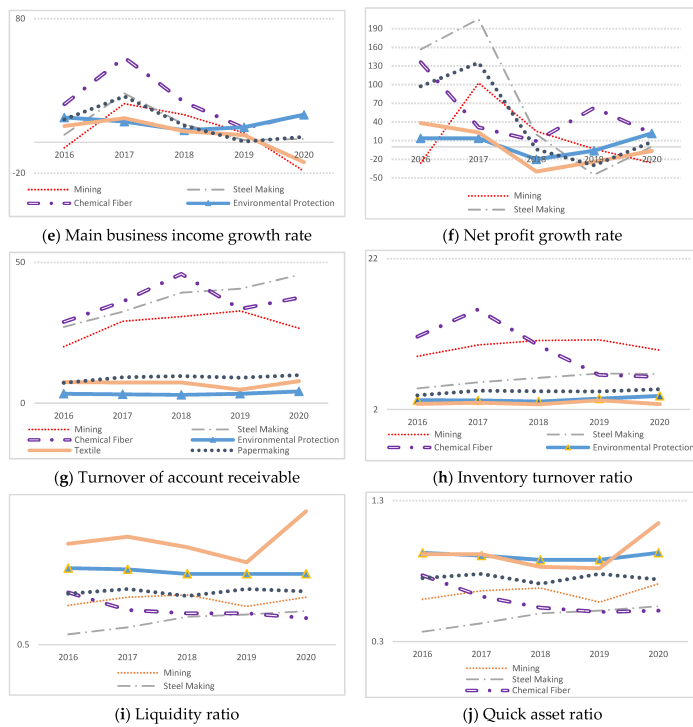 80
-20
2016 2017 2018 2019 2020
Mining Steel Making
Chemical Fiber Environmental Protection
(e) Main business income growth rate
190
160
130
100
70
40
10
-20
-50
2016 2017 2018 2019 2020
Mining
Steel Making
(f) Net profit growth rate
50
0
2016 2017 2018 2019 2020
Mining Steel Making
Chemical Fiber Environmental Protection
Textile Papermaking
(g) Turnover of account receivable
22
2
2016 2017 2018 2019 2020
Mining Steel Making
Chemical Fiber Environmental Protection
(h) Inventory turnover ratio
0.5
2016 2017 2018 2019 2020
Mining
Steel Making
(i) Liquidity ratio
1.3
0.3
2016 2017 2018 2019 2020
Mining
Steel Making
Chemical Fiber
(j) Quick asset ratio